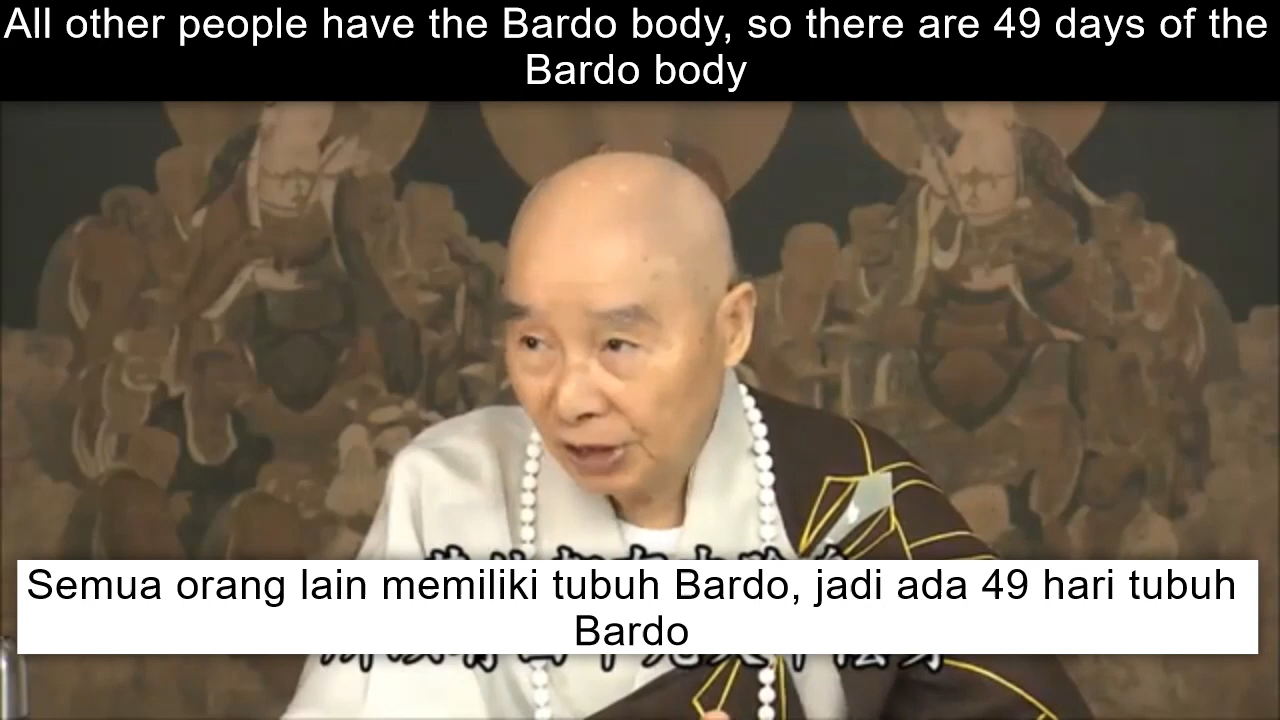 All other people have the Bardo body, so there are 49 days of the
Bardo body
Semua orang lain memiliki tubuh Bardo, jadi ada 49 hari tubuh
Bardo